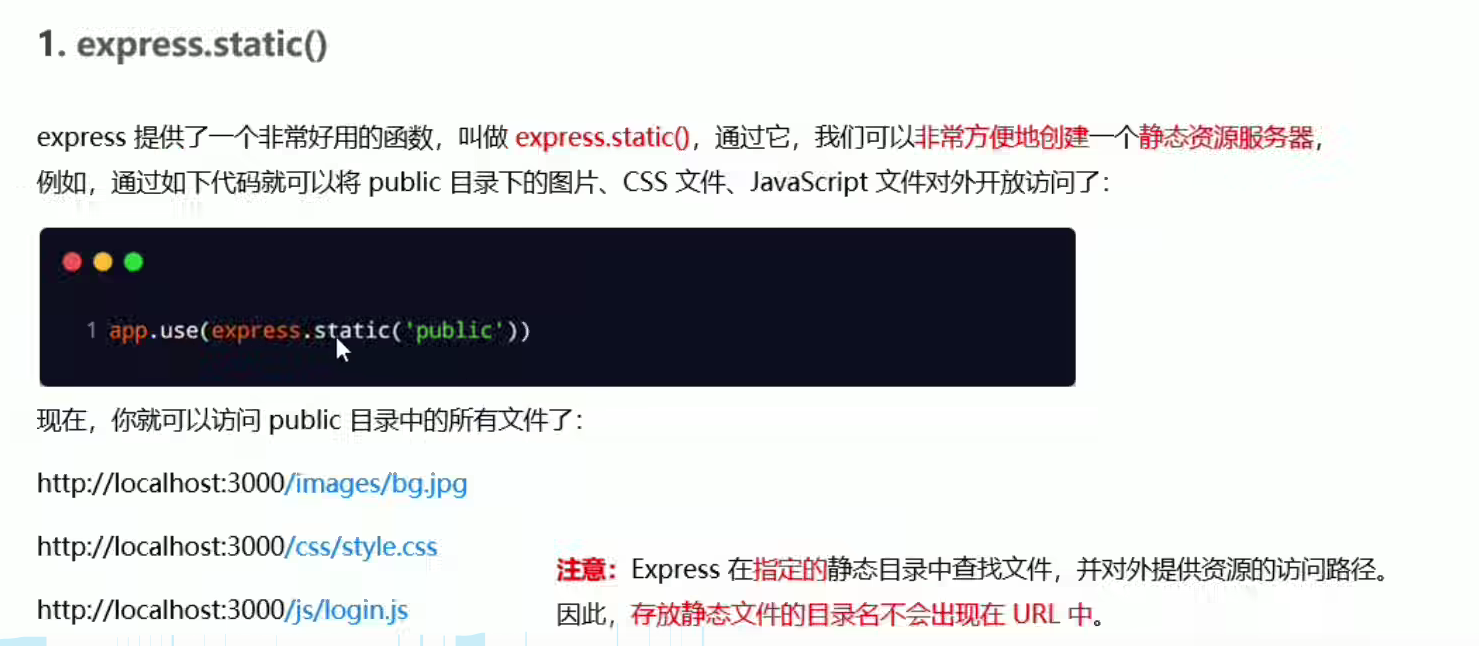 1. express.static()
express 提供了一个非常好用的函数，叫做 express.static()，通过它，我们可以非常方便地创建一个静态资源服务器，
例如，通过如下代码就可以将 public 目录下的图片、CSS 文件、JavaScript 文件对外开放访问了：
1 app.use(express.static('public'))
现在，你就可以访问 public 目录中的所有文件了：
http://localhost:3000/images/bg.jpg
http://localhost:3000/css/style.css
http://localhost:3000/js/login.js
注意：Express 在指定的静态目录中查找文件，并对外提供资源的访问路径。
因此，存放静态文件的目录名不会出现在 URL 中。